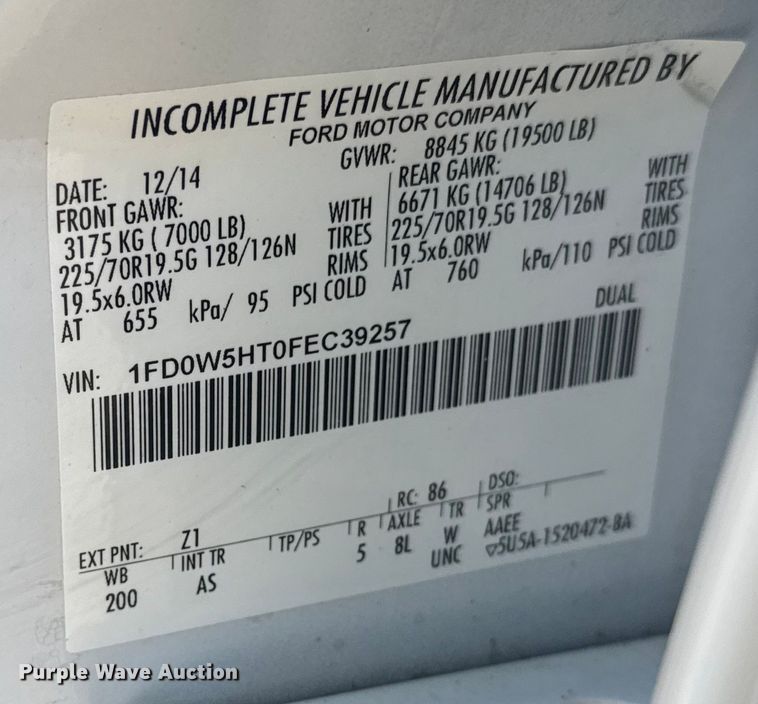 INCOMPLETE VEHICLE MANUFACTURED BY
FORD MOTOR COMPANY
DATE: 12/14
GVWR: 8845 KG (19500 LB)
FRONT GAWR:
3175 KG ( 7000 LB) WITH
225/70R19.5G 128/126N TIRES
19.5x6.0RW RIMS
AT 655 kPa/ 95 PSI COLD
REAR GAWR:
6671 KG (14706 LB) WITH
225/70R19.5G 128/126N TIRES
19.5x6.0RW RIMS
AT 760 kPa/110 PSI COLD
DUAL
VIN: 1FD0W5HT0FEC39257
EXT PNT: Z1 RC: 86 DSO:
WB INT TR TP/PS R AXLE TR SPR
200 AS 5 8L W AAEE
UNC ▽5U5A-1520472-BA
Purple Wave Auction